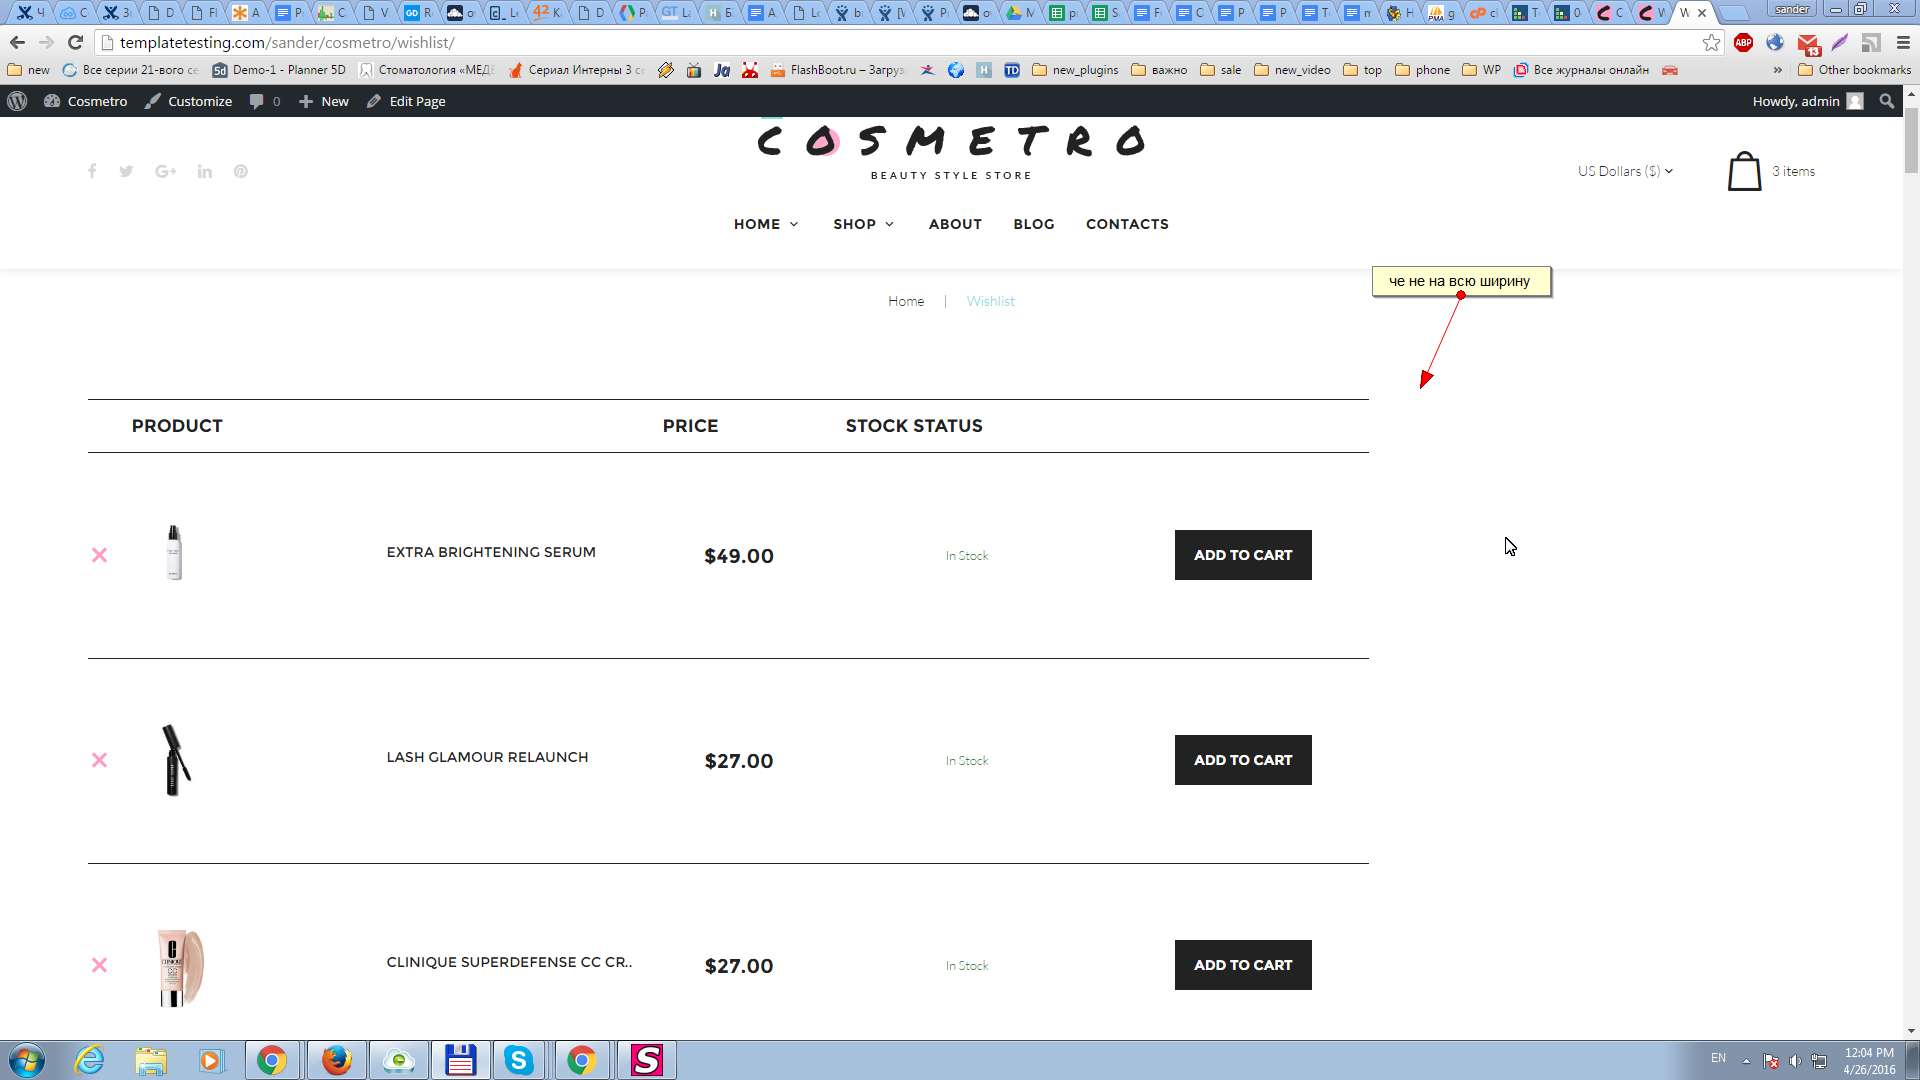 sander
templatetesting.com/sander/cosmetro/wishlist/
new
Все серии 21-вого се
Demo-1 - Planner 5D
Стоматология «МЕДЕ
Сериал Интерны 3 с
FlashBoot.ru – Загруз
new_plugins
важно
sale
new_video
top
phone
WP
Все журналы онлайн
»
Other bookmarks
Cosmetro
Customize
0
New
Edit Page
Howdy, admin
COSMETRO
BEAUTY STYLE STORE
US Dollars ($)
3 items
HOME
SHOP
ABOUT
BLOG
CONTACTS
че не на всю ширину
Home | Wishlist
PRODUCT PRICE STOCK STATUS
EXTRA BRIGHTENING SERUM $49.00 In Stock ADD TO CART
LASH GLAMOUR RELAUNCH $27.00 In Stock ADD TO CART
CLINIQUE SUPERDEFENSE CC CR.. $27.00 In Stock ADD TO CART
EN
12:04 PM
4/26/2016